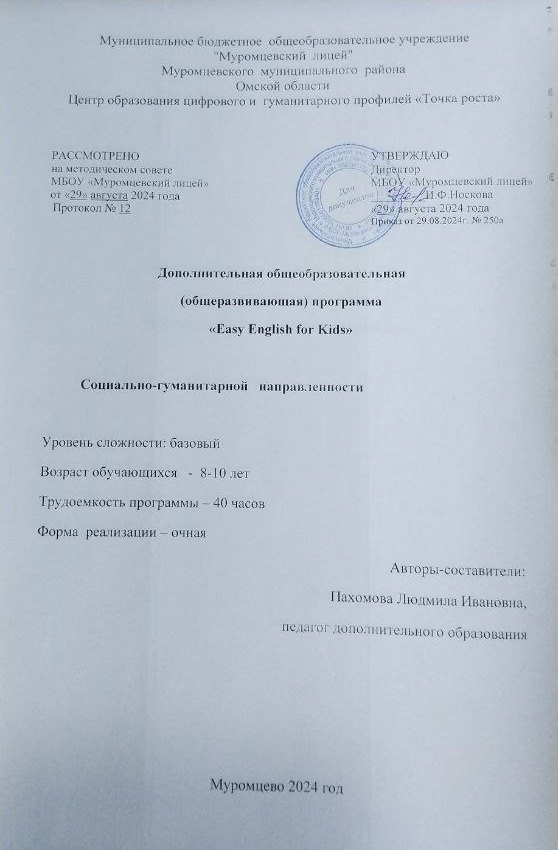 Муниципальное бюджетное общеобразовательное учреждение
"Муромцевский лицей"
Муромцевского муниципального района
Омской области
Центр образования цифрового и гуманитарного профилей «Точка роста»
РАССМОТРЕНО
на методическом совете
МБОУ «Муромцевский лицей»
от «29» августа 2024 года
Протокол № 12
УТВЕРЖДАЮ
Директор
МБОУ «Муромцевский лицей»
И.Ф.Носкова
«29» августа 2024 года
Приказ от 29.08.2024г. № 250а
Для документов
Дополнительная общеобразовательная
(общеразвивающая) программа
«Easy English for Kids»
Социально-гуманитарной направленности
Уровень сложности: базовый
Возраст обучающихся - 8-10 лет
Трудоемкость программы – 40 часов
Форма реализации – очная
Авторы-составители:
Пахомова Людмила Ивановна,
педагог дополнительного образования
Муромцево 2024 год